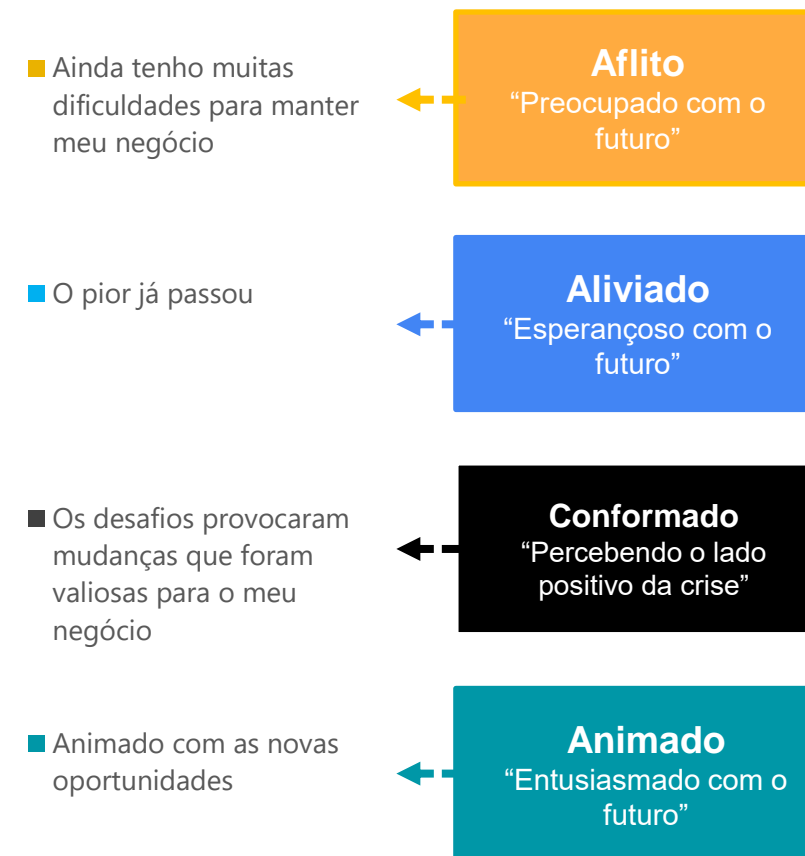 Ainda tenho muitas
dificuldades para manter
meu negócio
Aflito
“Preocupado com o
futuro”
O pior já passou
Aliviado
“Esperançoso com o
futuro”
Os desafios provocaram
mudanças que foram
valiosas para o meu
negócio
Conformado
“Percebendo o lado
positivo da crise”
Animado com as novas
oportunidades
Animado
“Entusiasmado com o
futuro”